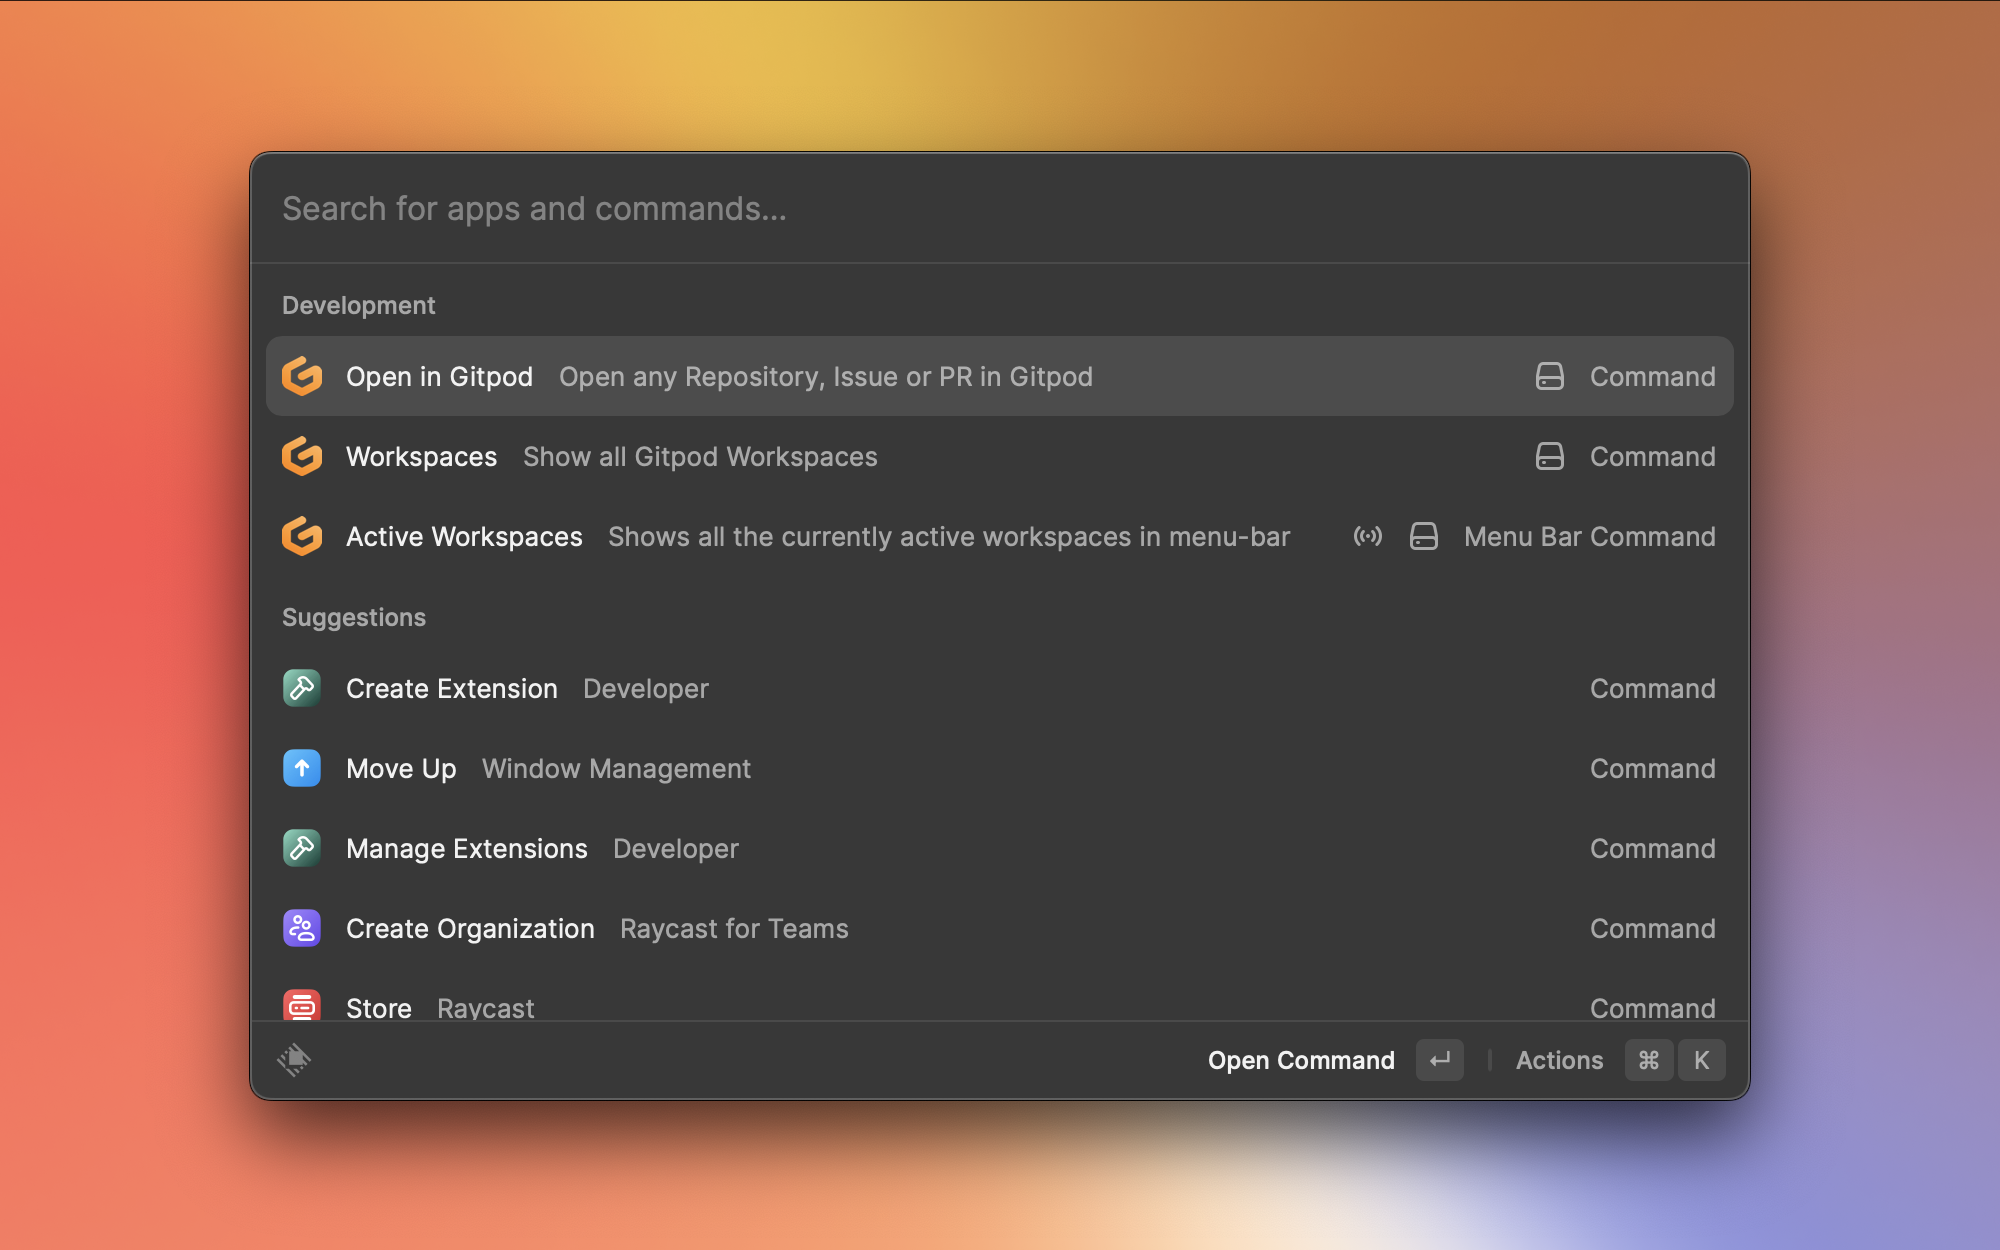 Search for apps and commands...
Development
Open in Gitpod Open any Repository, Issue or PR in Gitpod Command
Workspaces Show all Gitpod Workspaces Command
Active Workspaces Shows all the currently active workspaces in menu-bar Menu Bar Command
Suggestions
Create Extension Developer Command
Move Up Window Management Command
Manage Extensions Developer Command
Create Organization Raycast for Teams Command
Store Raycast Command
Open Command ↵ Actions ⌘ K